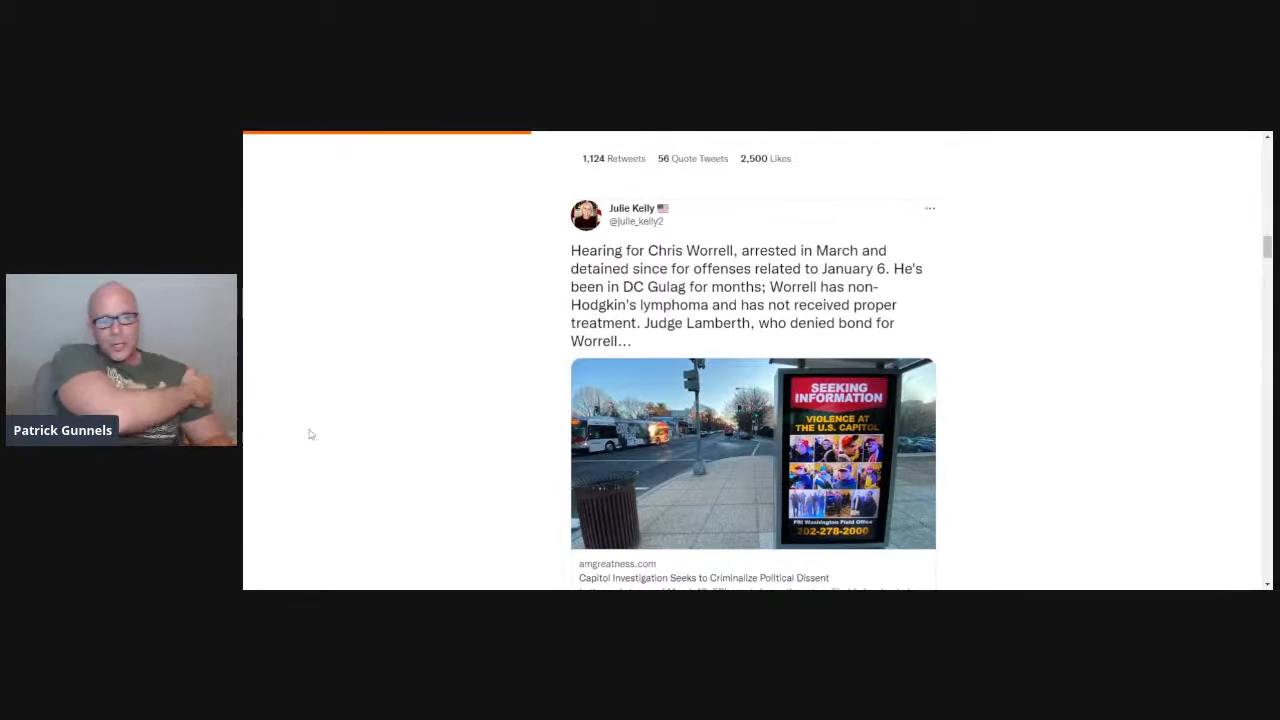 1,124 Retweets 56 Quote Tweets 2,500 Likes
Julie Kelly
@julie_kelly2
Hearing for Chris Worrell, arrested in March and
detained since for offenses related to January 6. He's
been in DC Gulag for months; Worrell has non-
Hodgkin's lymphoma and has not received proper
treatment. Judge Lamberth, who denied bond for
Worrell…
SEEKING
INFORMATION
VIOLENCE AT
THE U.S. CAPITOL
FBI Washington Field Office
202-278-2000
amgreatness.com
Capitol Investigation Seeks to Criminalize Political Dissent
Patrick Gunnels